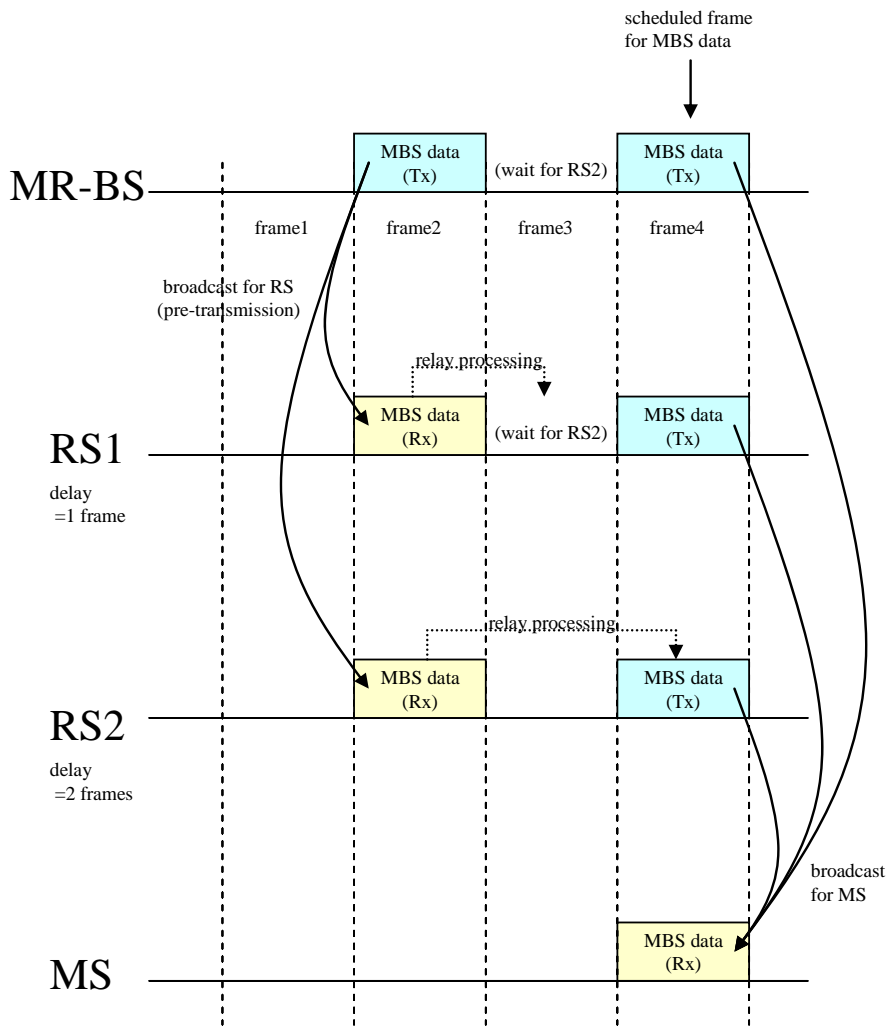 scheduled frame
for MBS data
MR-BS
MBS data
(Tx)
(wait for RS2)
MBS data
(Tx)
frame1
frame2
frame3
frame4
broadcast for RS
(pre-transmission)
relay processing
RS1
MBS data
(Rx)
(wait for RS2)
MBS data
(Tx)
delay
=1 frame
relay processing
RS2
MBS data
(Rx)
MBS data
(Tx)
delay
=2 frames
broadcast
for MS
MS
MBS data
(Rx)